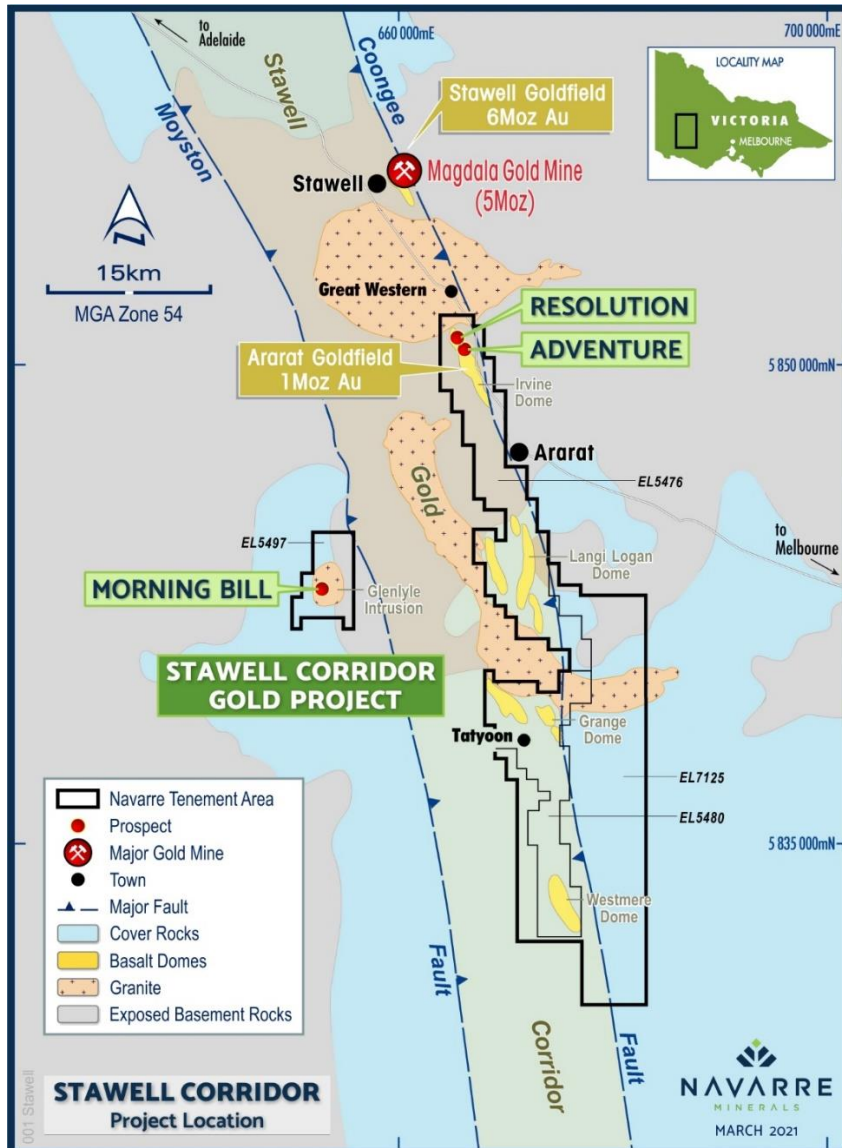 660 000mE
700 000mE
to
Adelaide
Stawell
Coongee
Moyston
Stawell Goldfield
6Moz Au
LOCALITY MAP
VICTORIA
MELBOURNE
Stawell
Magdala Gold Mine
(5Moz)
N
15km
MGA Zone 54
Great Western
RESOLUTION
ADVENTURE
Ararat Goldfield
1Moz Au
5 850 000mN
Irvine
Dome
Ararat
Gold
EL5476
EL5497
to
Melbourne
Langi Logan
Dome
MORNING BILL
Glenlyle
Intrusion
STAWELL CORRIDOR
GOLD PROJECT
Grange
Dome
Tatyoon
EL7125
EL5480
5 835 000mN
Westmere
Dome
Navarre Tenement Area
Prospect
Major Gold Mine
Town
Major Fault
Cover Rocks
Basalt Domes
Granite
Exposed Basement Rocks
Fault
Corridor
Fault
001 Stawell
STAWELL CORRIDOR
Project Location
NAVARRE
MINERALS
MARCH 2021